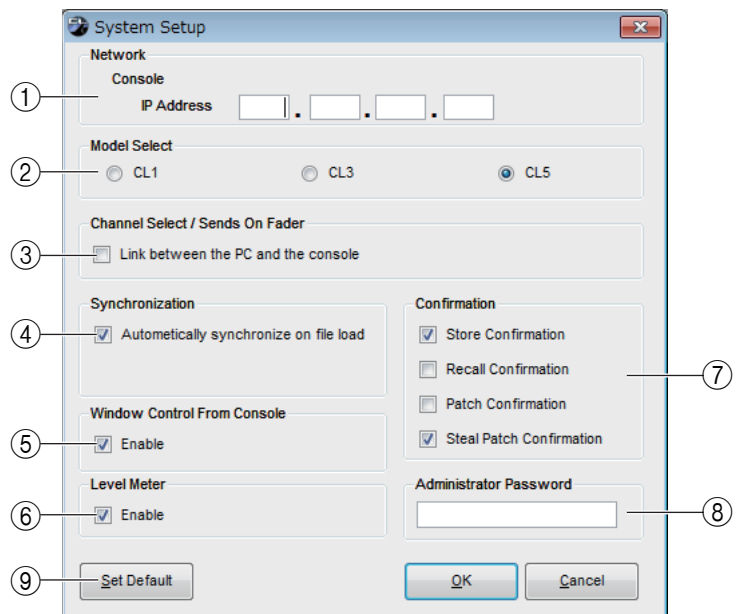 System Setup
Network
Console
① IP Address . . .
Model Select
② CL1 CL3 CL5
Channel Select / Sends On Fader
③ Link between the PC and the console
Synchronization
④ Autometically synchronize on file load
Window Control From Console
⑤ Enable
Level Meter
⑥ Enable
Confirmation
Store Confirmation
Recall Confirmation
⑦
Patch Confirmation
Steal Patch Confirmation
Administrator Password
⑧
⑨ Set Default OK Cancel